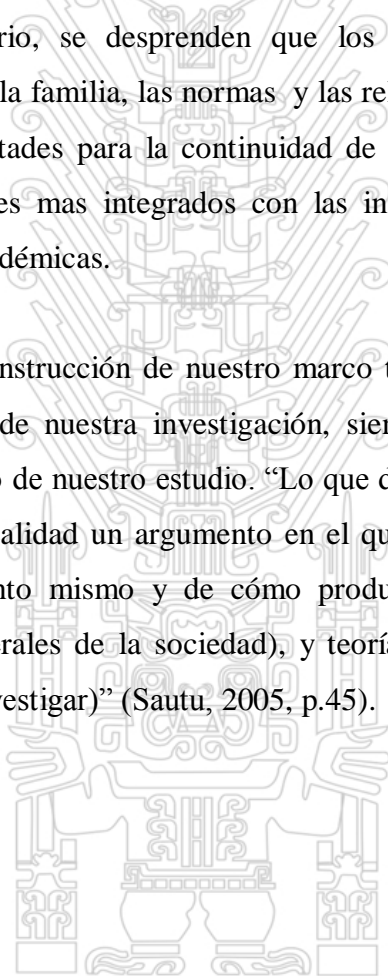 rio, se desprenden que los
la familia, las normas y las re
tades para la continuidad de
es mas integrados con las in
démicas.
nstrucción de nuestro marco t
de nuestra investigación, sien
o de nuestro estudio. “Lo que d
alidad un argumento en el qu
nto mismo y de cómo produ
rales de la sociedad), y teoría
vestigar)” (Sautu, 2005, p.45).